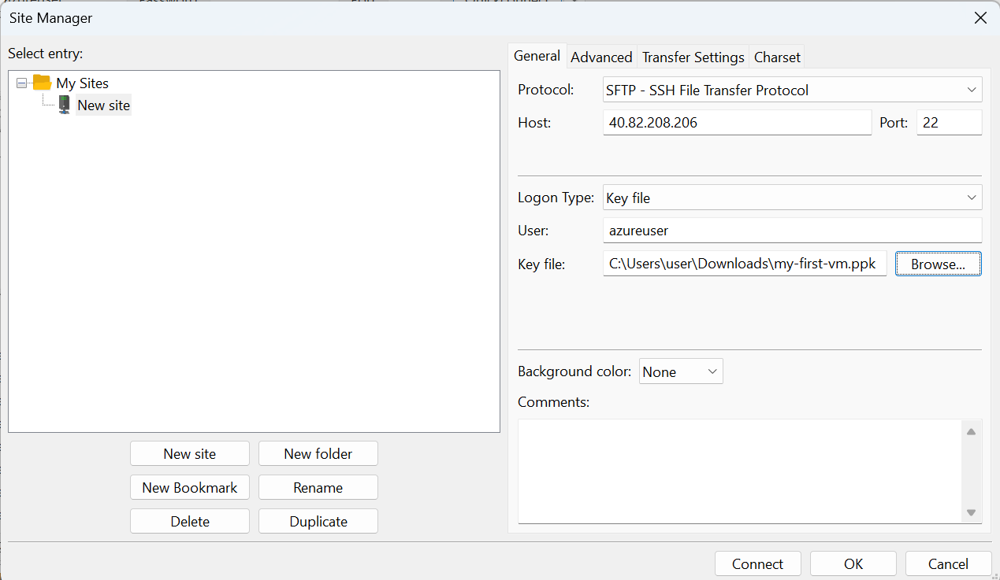 Site Manager
Select entry:
My Sites
New site
New site
New folder
New Bookmark
Rename
Delete
Duplicate
General
Advanced
Transfer Settings
Charset
Protocol:
SFTP - SSH File Transfer Protocol
Host:
40.82.208.206
Port:
22
Logon Type:
Key file
User:
azureuser
Key file:
C:\Users\user\Downloads\my-first-vm.ppk
Browse...
Background color:
None
Comments:
Connect
OK
Cancel